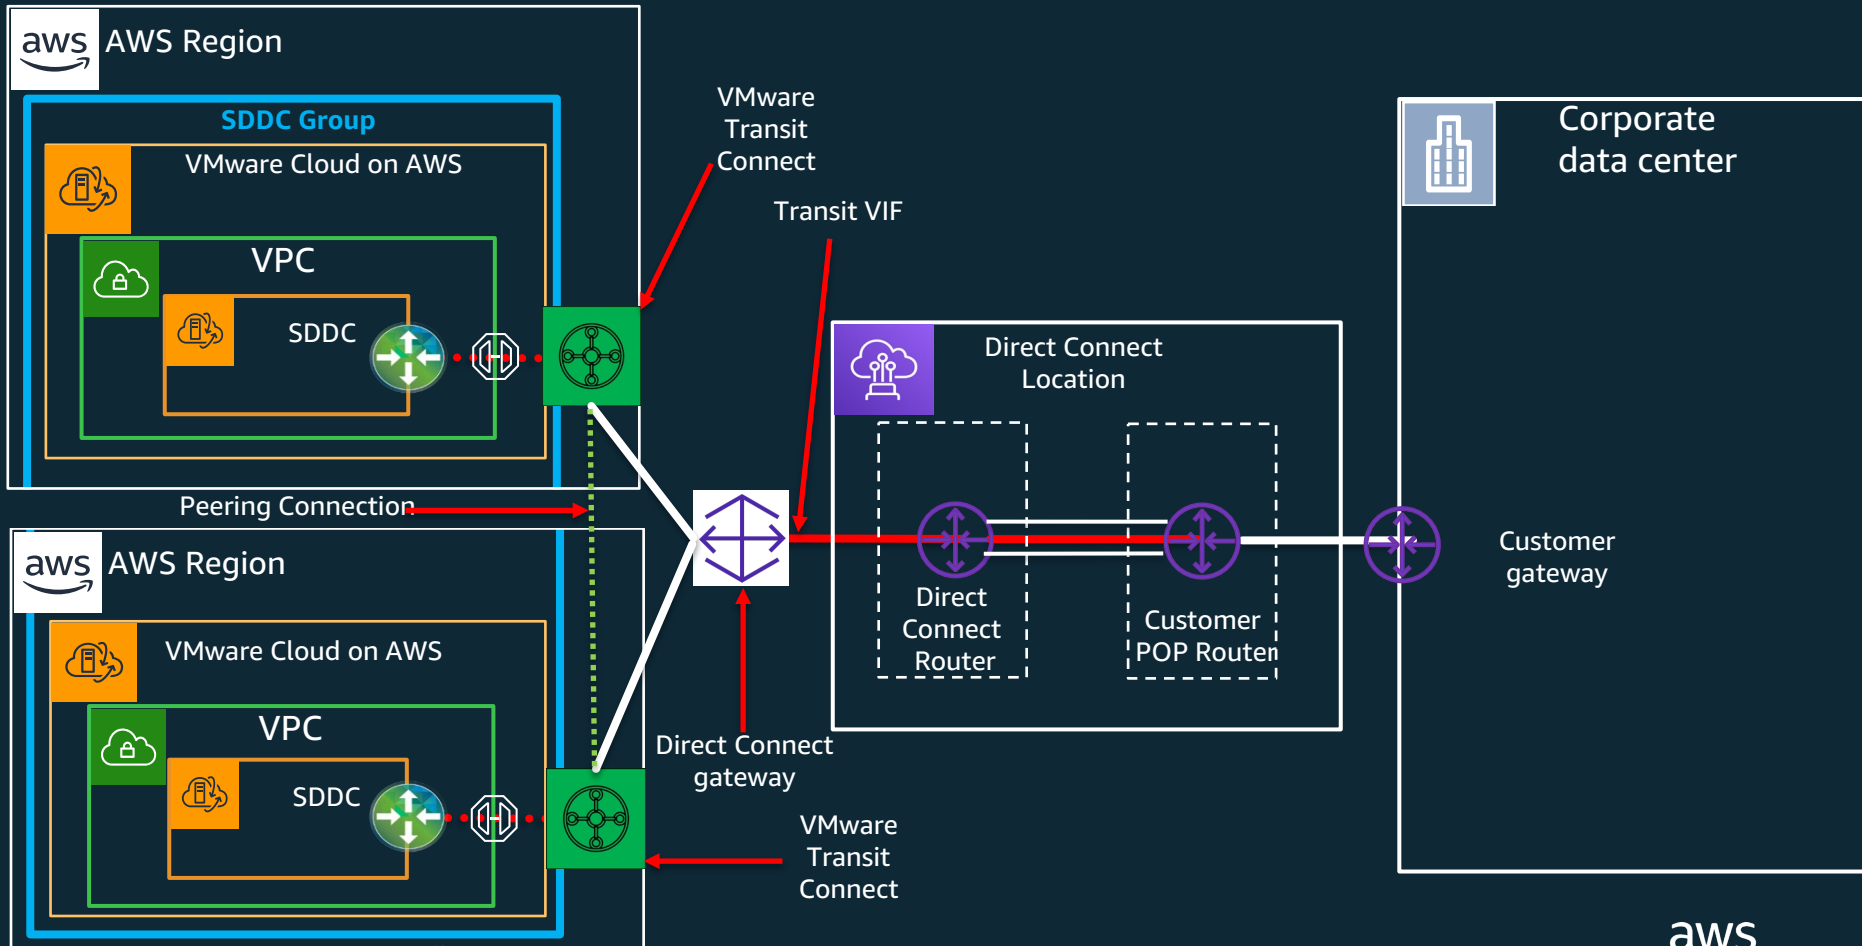 aws
AWS Region
SDDC Group
VMware Cloud on AWS
VPC
SDDC
VMware
Transit
Connect
Transit VIF
Corporate
data center
Direct Connect
Location
Peering Connection
aws
AWS Region
VMware Cloud on AWS
VPC
SDDC
Direct
Connect
Router
Customer
POP Router
Customer
gateway
Direct Connect
gateway
VMware
Transit
Connect
aws